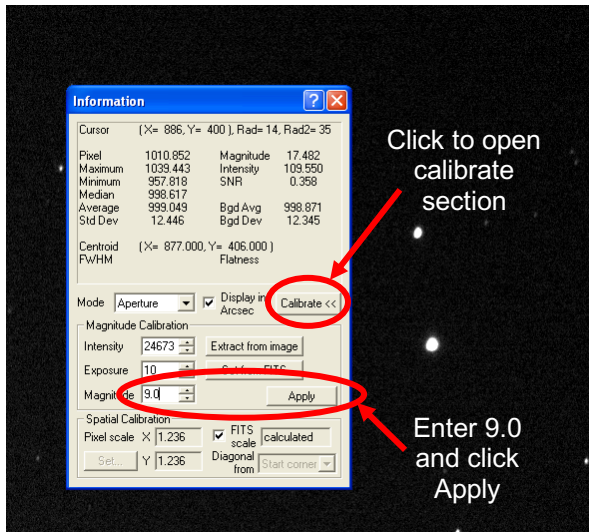 Information
Cursor (X= 886, Y= 400 ), Rad= 14, Rad2= 35
Pixel 1010.852 Magnitude 17.482
Maximum 1039.443 Intensity 109.550
Minimum 957.818 SNR 0.358
Median 998.617
Average 999.049 Bgd Avg 998.871
Std Dev 12.446 Bgd Dev 12.345
Centroid (X= 877.000, Y= 406.000 )
FWHM Flatness
Mode Aperture Display in Arcsec Calibrate <<
Magnitude Calibration
Intensity 24673 Extract from image
Exposure 10
Magnitude 9.0 Apply
Spatial Calibration
Pixel scale X 1.236 FITS scale calculated
Set... Y 1.236 Diagonal from Start corner
Click to open
calibrate
section
Enter 9.0
and click
Apply